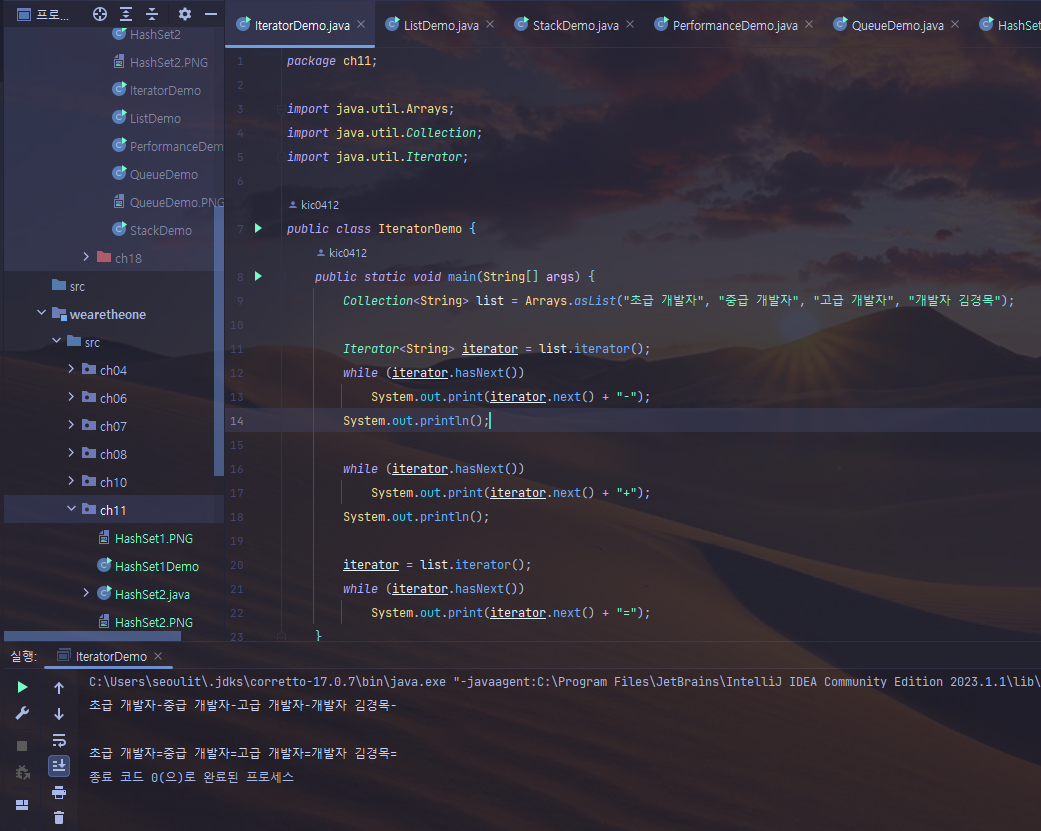 프로...
IteratorDemo.java
ListDemo.java
StackDemo.java
PerformanceDemo.java
QueueDemo.java
HashSet
HashSet2
HashSet2.PNG
IteratorDemo
ListDemo
PerformanceDem
QueueDemo
QueueDemo.PNG
StackDemo
ch18
src
wearetheone
src
ch04
ch06
ch07
ch08
ch10
ch11
HashSet1.PNG
HashSet1Demo
HashSet2.java
HashSet2.PNG
1 package ch11;
2
3 import java.util.Arrays;
4 import java.util.Collection;
5 import java.util.Iterator;
6
kic0412
7 public class IteratorDemo {
kic0412
8 public static void main(String[] args) {
9 Collection<String> list = Arrays.asList("초급 개발자", "중급 개발자", "고급 개발자", "개발자 김경목");
10
11 Iterator<String> iterator = list.iterator();
12 while (iterator.hasNext())
13 System.out.print(iterator.next() + "-");
14 System.out.println();
15
16 while (iterator.hasNext())
17 System.out.print(iterator.next() + "+");
18 System.out.println();
19
20 iterator = list.iterator();
21 while (iterator.hasNext())
22 System.out.print(iterator.next() + "=");
23 }
실행: IteratorDemo
C:\Users\seoulit\.jdks\corretto-17.0.7\bin\java.exe "-javaagent:C:\Program Files\JetBrains\IntelliJ IDEA Community Edition 2023.1.1\lib\
초급 개발자-중급 개발자-고급 개발자-개발자 김경목-
초급 개발자=중급 개발자=고급 개발자=개발자 김경목=
종료 코드 0(으)로 완료된 프로세스